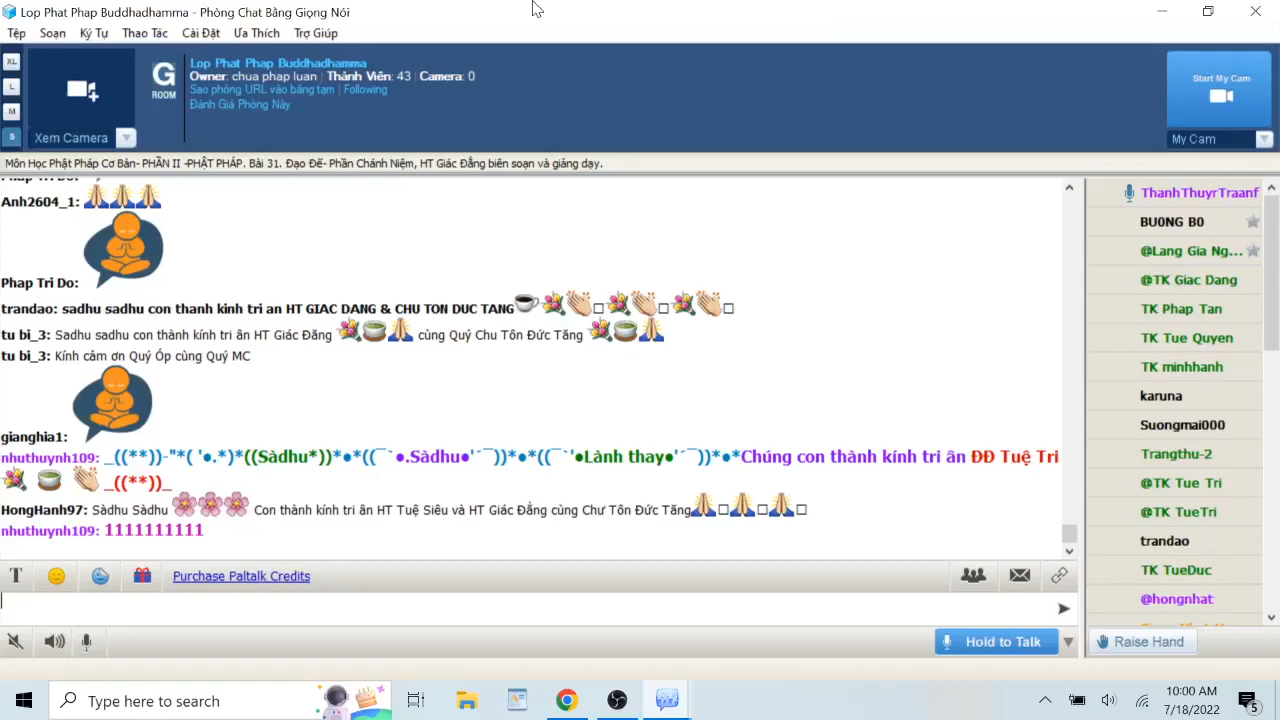 Lop Phat Phap Buddhadhamma - Phòng Chat Bằng Giọng Nói
Tệp Soạn Ký Tự Thao Tác Cài Đặt Ưa Thích Trợ Giúp
XL
L
M
S
Xem Camera
G
ROOM
Lop Phat Phap Buddhadhamma
Owner: chua phap luan | Thành Viên: 43 | Camera: 0
Sao phòng URL vào bảng tạm | Following
Đánh Giá Phòng Này
Start My Cam
My Cam
Môn Học Phật Pháp Cơ Bản- PHẦN II -PHẬT PHÁP. Bài 31. Đạo Đế- Phần Chánh Niệm, HT Giác Đẳng biên soạn và giảng dạy.
Anh2604_1:
Phap Tri Do:
trandao: sadhu sadhu con thanh kinh tri an HT GIAC DANG & CHU TON DUC TANG
tu bi_3: Sadhu sadhu con thành kính tri ân HT Giác Đăng cùng Quý Chu Tôn Đức Tăng
tu bi_3: Kính cảm ơn Quý Óp cùng Quý MC
gianghia1:
nhuthuynh109: _((**))-"*( '●.*)*((Sàdhu*))*●*((¯`●.Sàdhu●'´¯))*●*((¯`'●Lành thay●'´¯))*●*Chúng con thành kính tri ân ĐĐ Tuệ Tri
_((**))_
HongHanh97: Sàdhu Sàdhu Con thành kính tri ân HT Tuệ Siêu và HT Giác Đẳng cùng Chư Tôn Đức Tăng
nhuthuynh109: 1111111111
T Purchase Paltalk Credits
Hold to Talk
ThanhThuyrTraanf
BU0NG B0
@Lang Gia Ng...
@TK Giac Dang
TK Phap Tan
TK Tue Quyen
TK minhhanh
karuna
Suongmai000
Trangthu-2
@TK Tue Tri
@TK TueTri
trandao
TK TueDuc
@hongnhat
Raise Hand
Type here to search
10:00 AM
7/18/2022
5